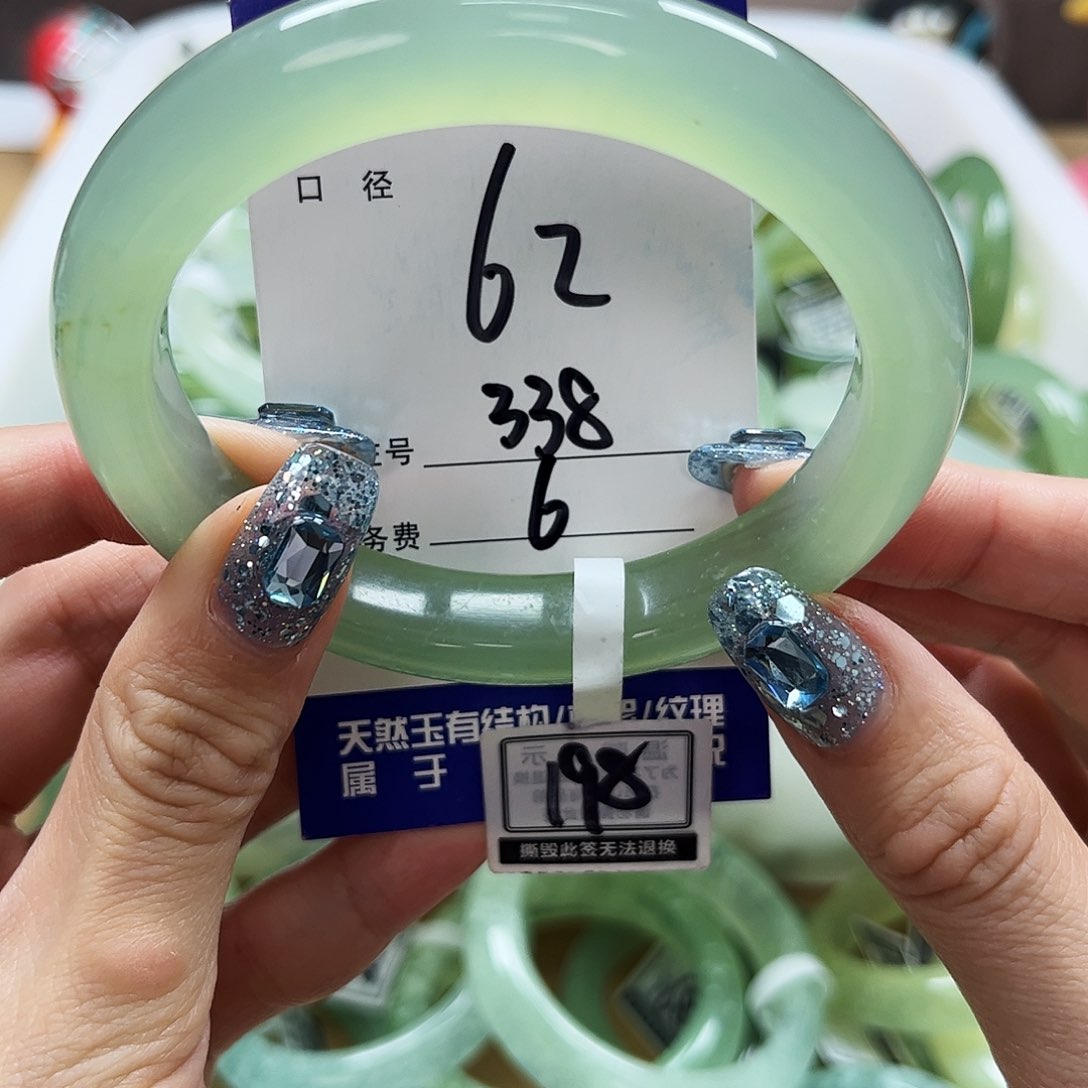 口 径
62
338
号
6
务费
天然玉有结构/
/纹理
属 于
198
撕毁此签无法退换